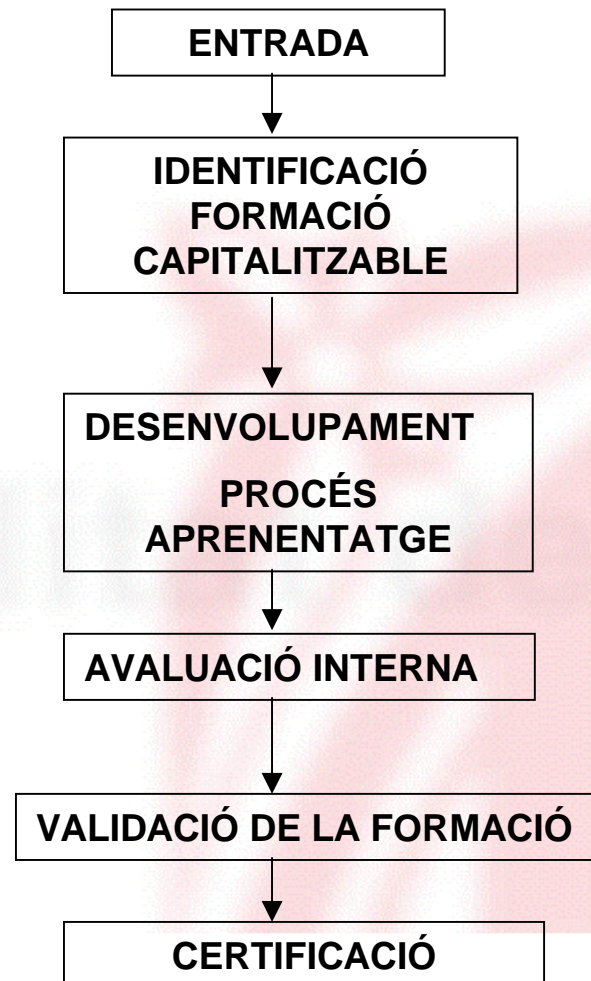 ENTRADA
IDENTIFICACIÓ
FORMACIÓ
CAPITALITZABLE
DESENVOLUPAMENT
PROCÉS
APRENENTATGE
AVALUACIÓ INTERNA
VALIDACIÓ DE LA FORMACIÓ
CERTIFICACIÓ